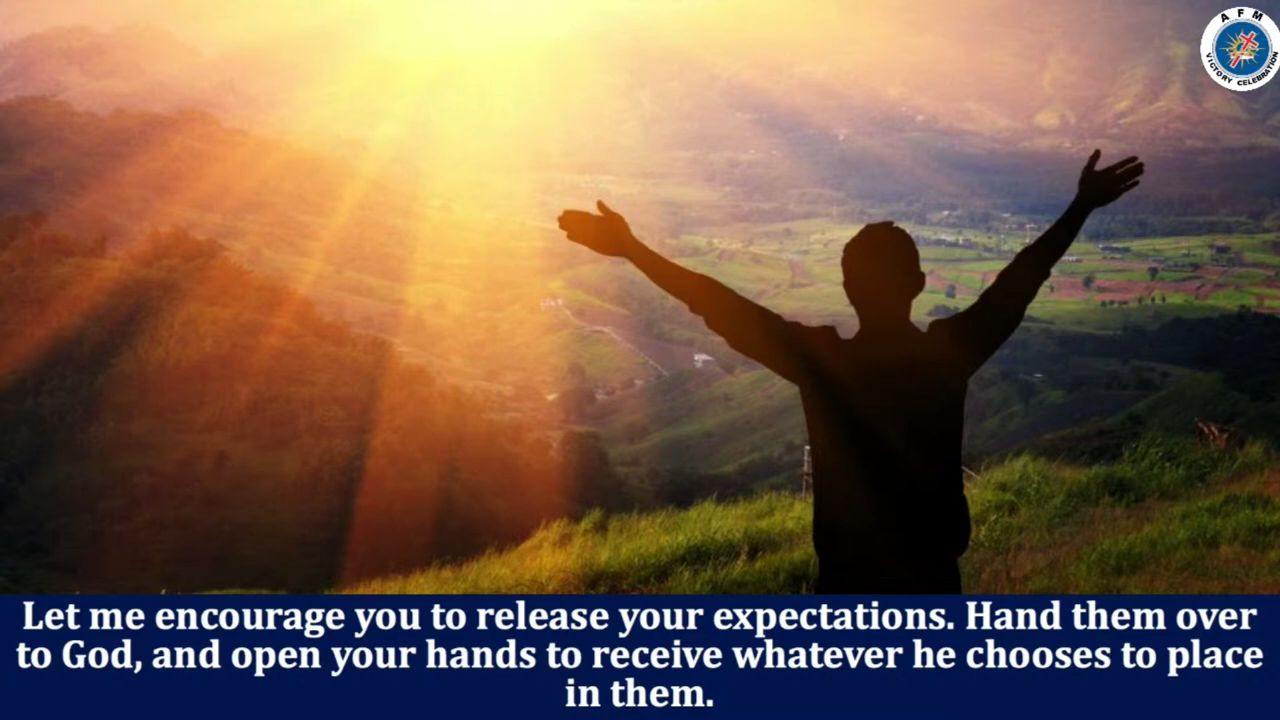 AFM
VICTORY CELEBRATION
Let me encourage you to release your expectations. Hand them over
to God, and open your hands to receive whatever he chooses to place
in them.